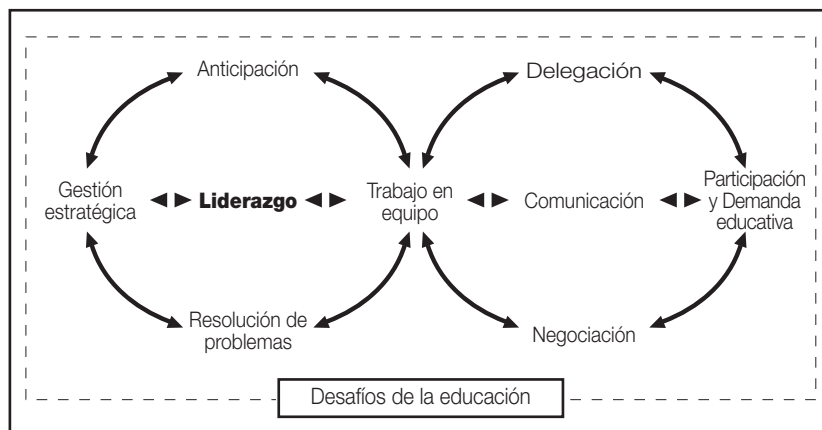 Anticipación
Delegación
Gestión
estratégica
Liderazgo
Trabajo en
equipo
Comunicación
Participación
y Demanda
educativa
Resolución de
problemas
Negociación
Desafíos de la educación